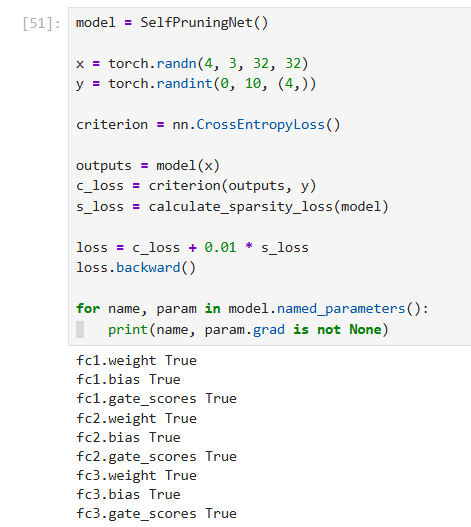 [51]: model = SelfPruningNet()
x = torch.randn(4, 3, 32, 32)
y = torch.randint(0, 10, (4,))
criterion = nn.CrossEntropyLoss()
outputs = model(x)
c_loss = criterion(outputs, y)
s_loss = calculate_sparsity_loss(model)
loss = c_loss + 0.01 * s_loss
loss.backward()
for name, param in model.named_parameters():
    print(name, param.grad is not None)
fc1.weight True
fc1.bias True
fc1.gate_scores True
fc2.weight True
fc2.bias True
fc2.gate_scores True
fc3.weight True
fc3.bias True
fc3.gate_scores True